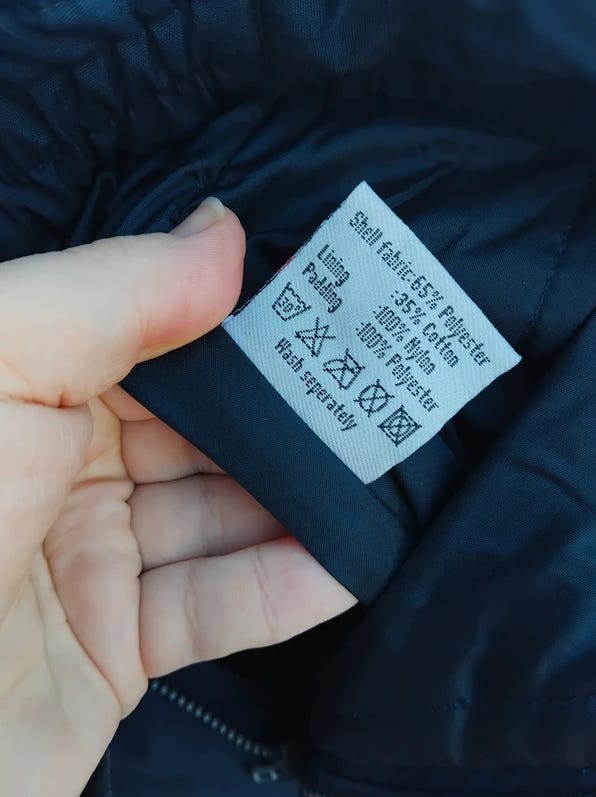 Shell fabric:65% Polyester
:35% Cotton
Lining :100% Nylon
Padding :100% Polyester
Wash seperately